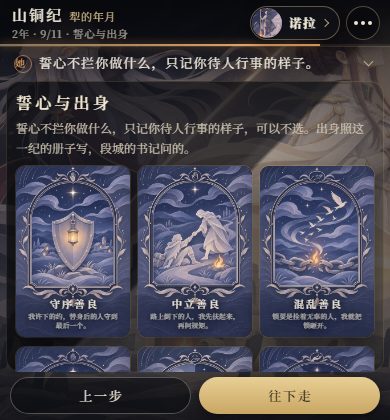 山铜纪 犁的年月
2年 · 9/11 · 誓心与出身
诺拉
她
誓心不拦你做什么，只记你待人行事的样子。
誓心与出身
誓心不拦你做什么，只记你待人行事的样子，可以不选。出身照这
一纪的册子写，段城的书记问的。
守序善良
我许下的约，替身后的人守到
最后一个。
中立善良
路上倒下的人，我先扶起来，
再问规矩。
混乱善良
锁要是拴着无辜的人，我就把
锁砸开。
上一步
往下走